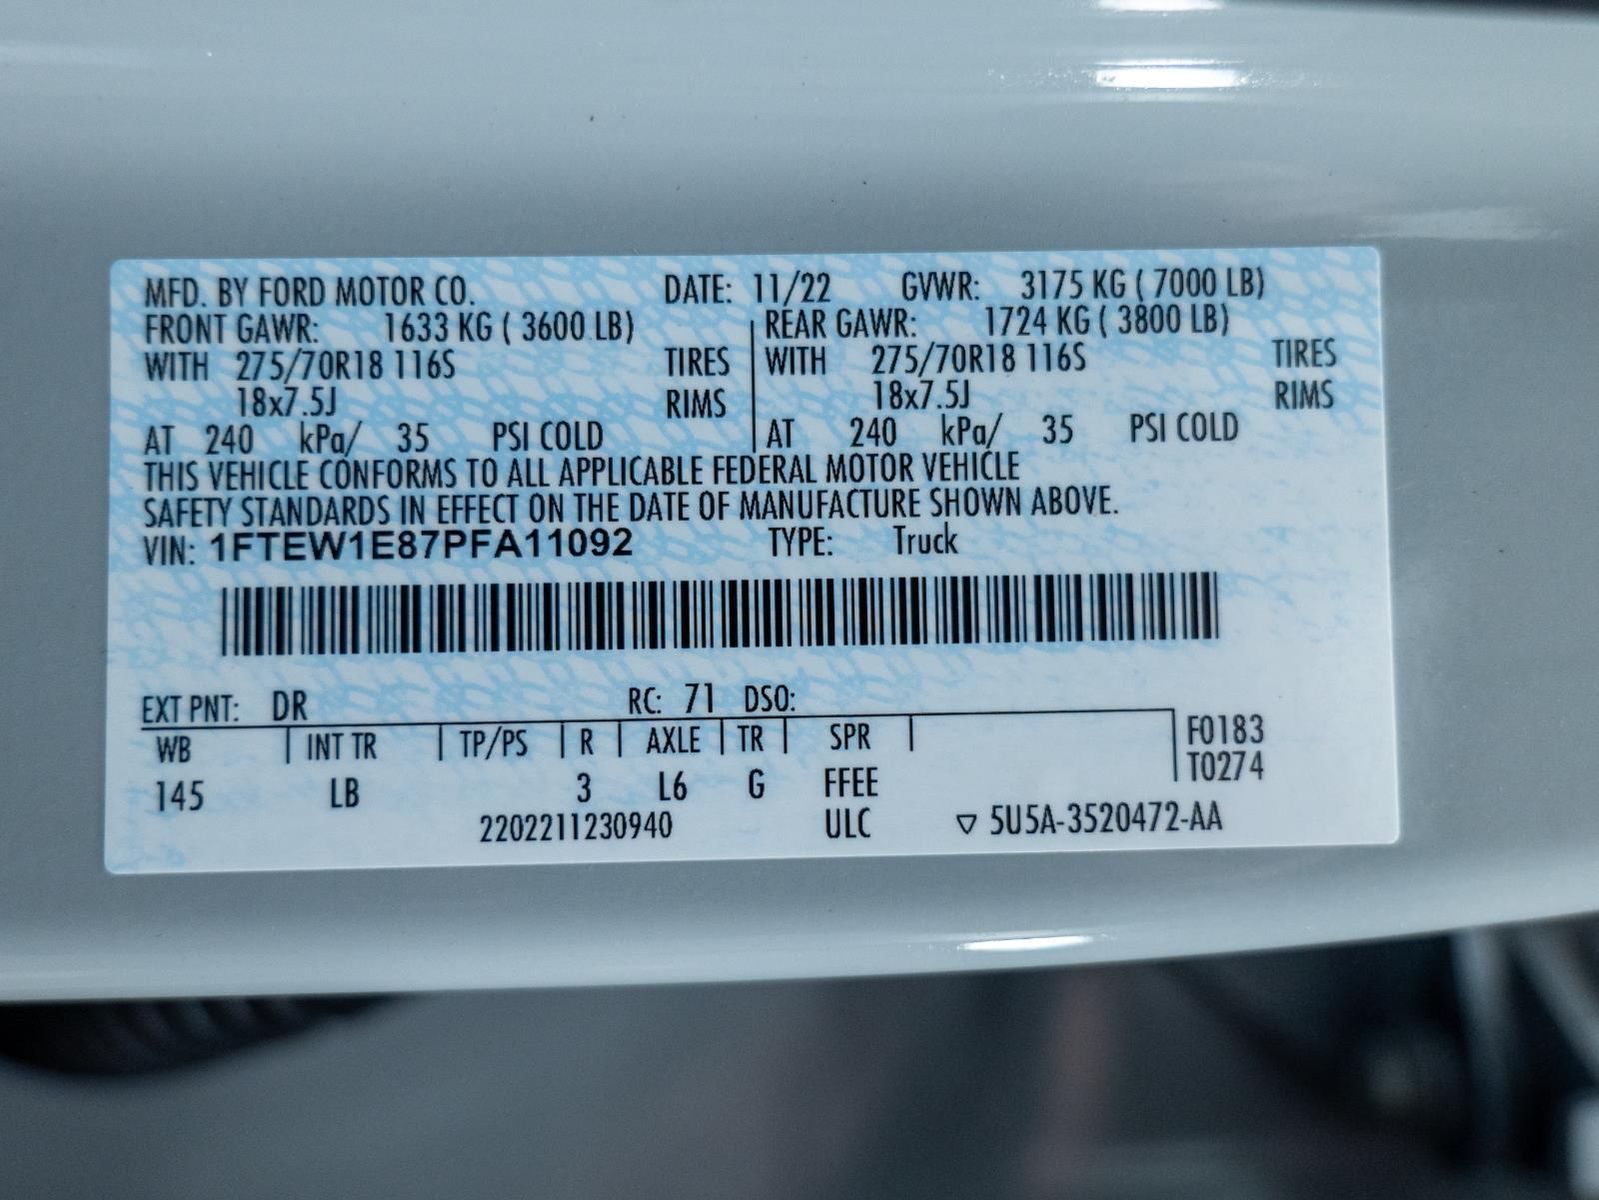 MFD. BY FORD MOTOR CO. DATE: 11/22 GVWR: 3175 KG ( 7000 LB)
FRONT GAWR: 1633 KG ( 3600 LB) REAR GAWR: 1724 KG ( 3800 LB)
WITH 275/70R18 116S TIRES WITH 275/70R18 116S TIRES
18x7.5J RIMS 18x7.5J RIMS
AT 240 kPa/ 35 PSI COLD AT 240 kPa/ 35 PSI COLD
THIS VEHICLE CONFORMS TO ALL APPLICABLE FEDERAL MOTOR VEHICLE
SAFETY STANDARDS IN EFFECT ON THE DATE OF MANUFACTURE SHOWN ABOVE.
VIN: 1FTEW1E87PFA11092 TYPE: Truck
EXT PNT: DR RC: 71 DSO:
WB INT TR TP/PS R AXLE TR SPR F0183
T0274
145 LB 3 L6 G FFEE
2202211230940 ULC ▽ 5U5A-3520472-AA